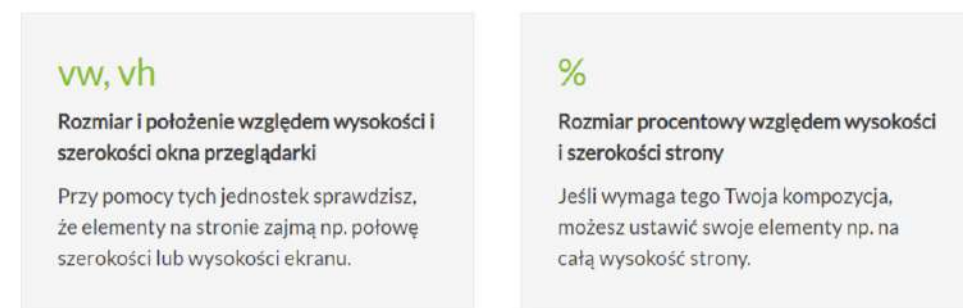 vw, vh
Rozmiar i położenie względem wysokości i
szerokości okna przeglądarki
Przy pomocy tych jednostek sprawdzisz,
że elementy na stronie zajmą np. połowę
szerokości lub wysokości ekranu.
%
Rozmiar procentowy względem wysokości
i szerokości strony
Jeśli wymaga tego Twoja kompozycja,
możesz ustawić swoje elementy np. na
całą wysokość strony.